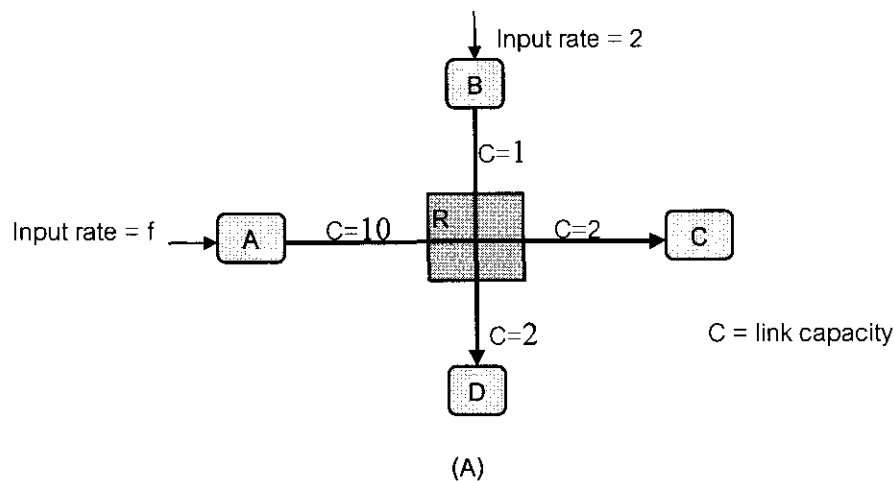 Input rate = 2
B
C=1
R
Input rate = f
A
C=10
C=2
C
C=2
C = link capacity
D
(A)